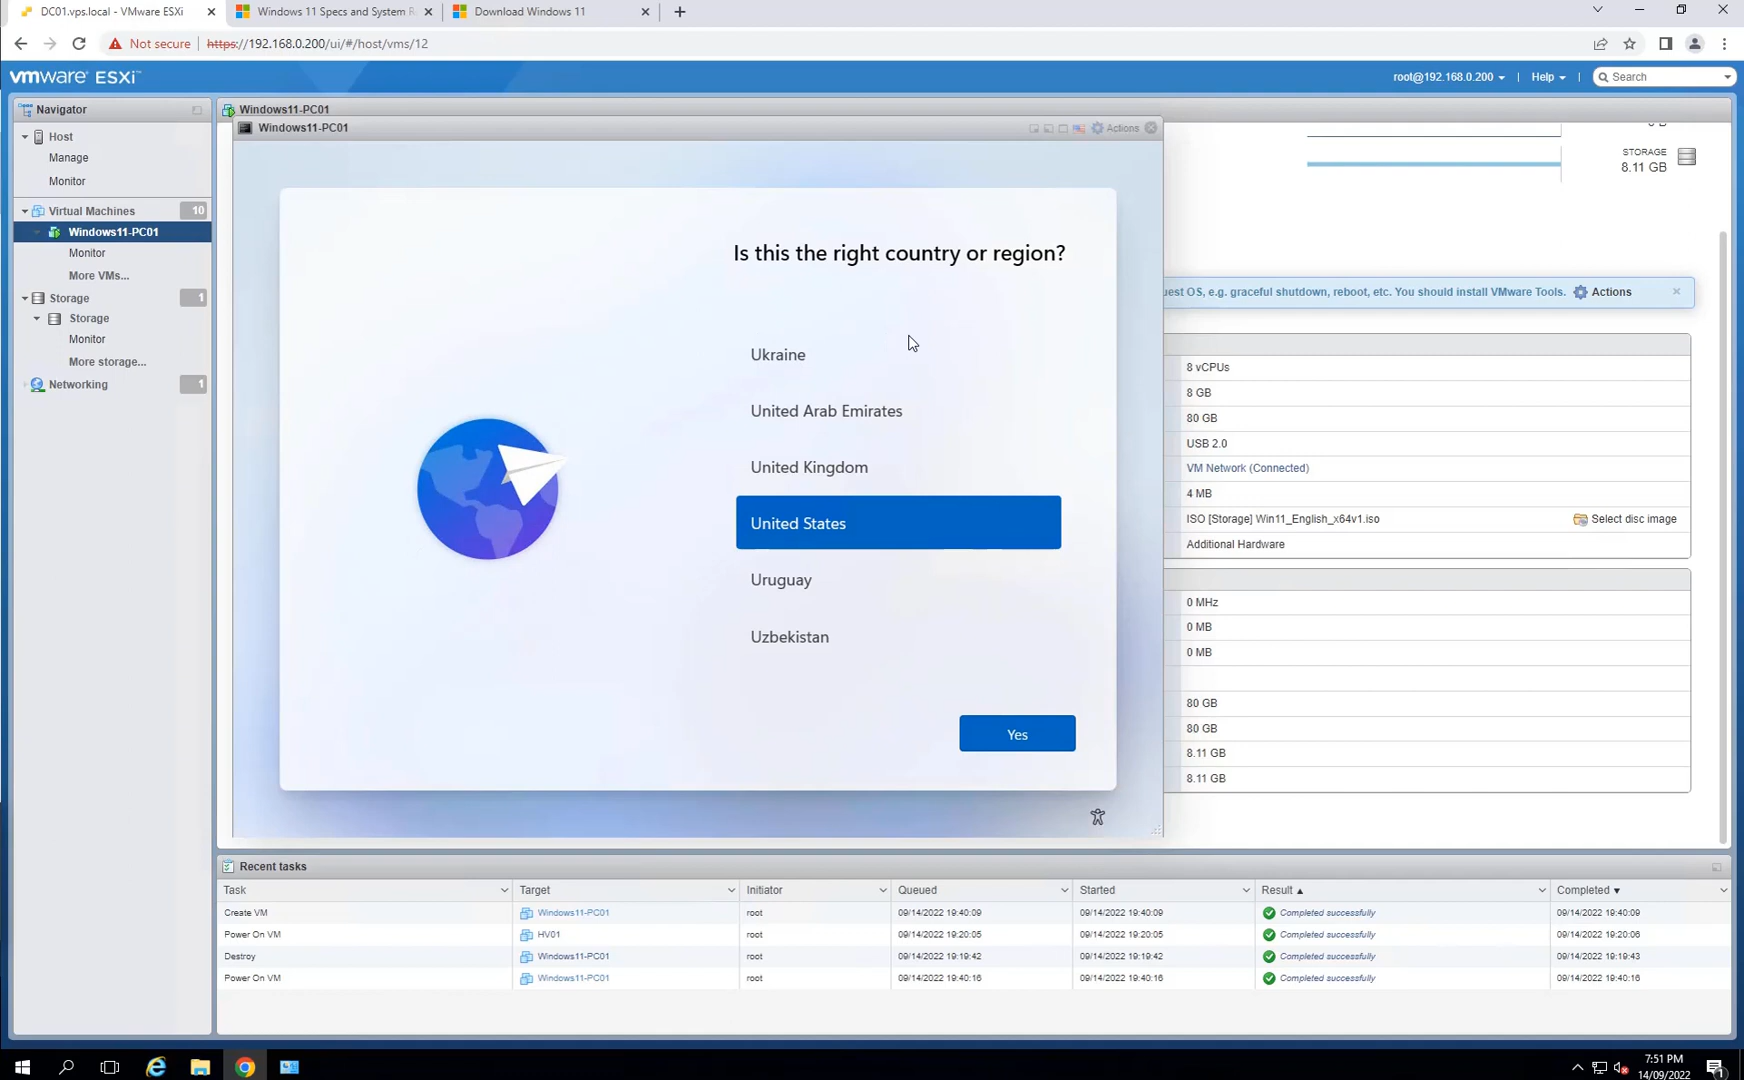 DC01.vps.local - VMware ESXi
Windows 11 Specs and System R
Download Windows 11
Not secure
https://192.168.0.200/ui/#/host/vms/12
vmware ESXi™
root@192.168.0.200
Help
Search
Navigator
Host
Manage
Monitor
Virtual Machines
10
Windows11-PC01
Monitor
More VMs...
Storage
1
Storage
Monitor
More storage...
Networking
1
Windows11-PC01
Windows11-PC01
Actions
Is this the right country or region?
Ukraine
United Arab Emirates
United Kingdom
United States
Uruguay
Uzbekistan
Yes
STORAGE
8.11 GB
uest OS, e.g. graceful shutdown, reboot, etc. You should install VMware Tools.
Actions
8 vCPUs
8 GB
80 GB
USB 2.0
VM Network (Connected)
4 MB
ISO [Storage] Win11_English_x64v1.iso
Select disc image
Additional Hardware
0 MHz
0 MB
0 MB
80 GB
80 GB
8.11 GB
8.11 GB
Recent tasks
Task Target Initiator Queued Started Result Completed
Create VM Windows11-PC01 root 09/14/2022 19:40:09 09/14/2022 19:40:09 Completed successfully 09/14/2022 19:40:09
Power On VM HV01 root 09/14/2022 19:20:05 09/14/2022 19:20:05 Completed successfully 09/14/2022 19:20:06
Destroy Windows11-PC01 root 09/14/2022 19:19:42 09/14/2022 19:19:42 Completed successfully 09/14/2022 19:19:43
Power On VM Windows11-PC01 root 09/14/2022 19:40:16 09/14/2022 19:40:16 Completed successfully 09/14/2022 19:40:16
7:51 PM
14/09/2022
1